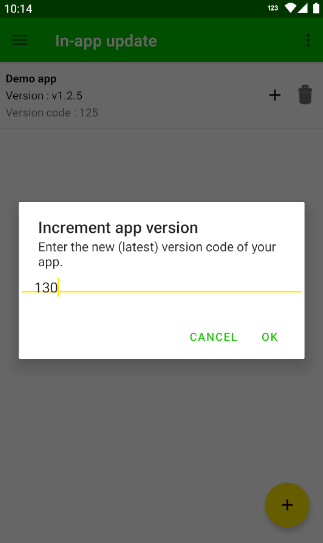 10:14
123
In-app update
Demo app
Version : v1.2.5
Version code : 125
Increment app version
Enter the new (latest) version code of your
app.
130
CANCEL OK